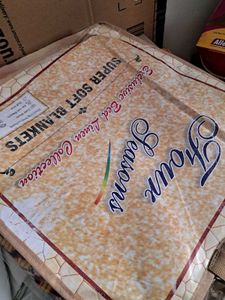 Four
Seasons
Exclusive Bed Linen Collection
SUPER SOFT BLANKETS